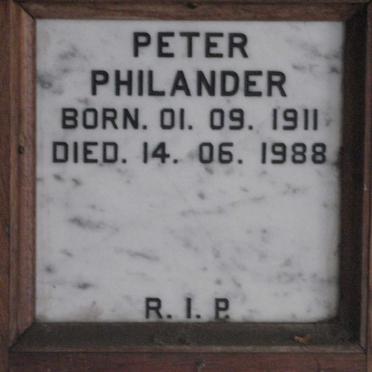 PETER
PHILANDER
BORN. 01. 09. 1911
DIED. 14. 06. 1988
R. I. P.